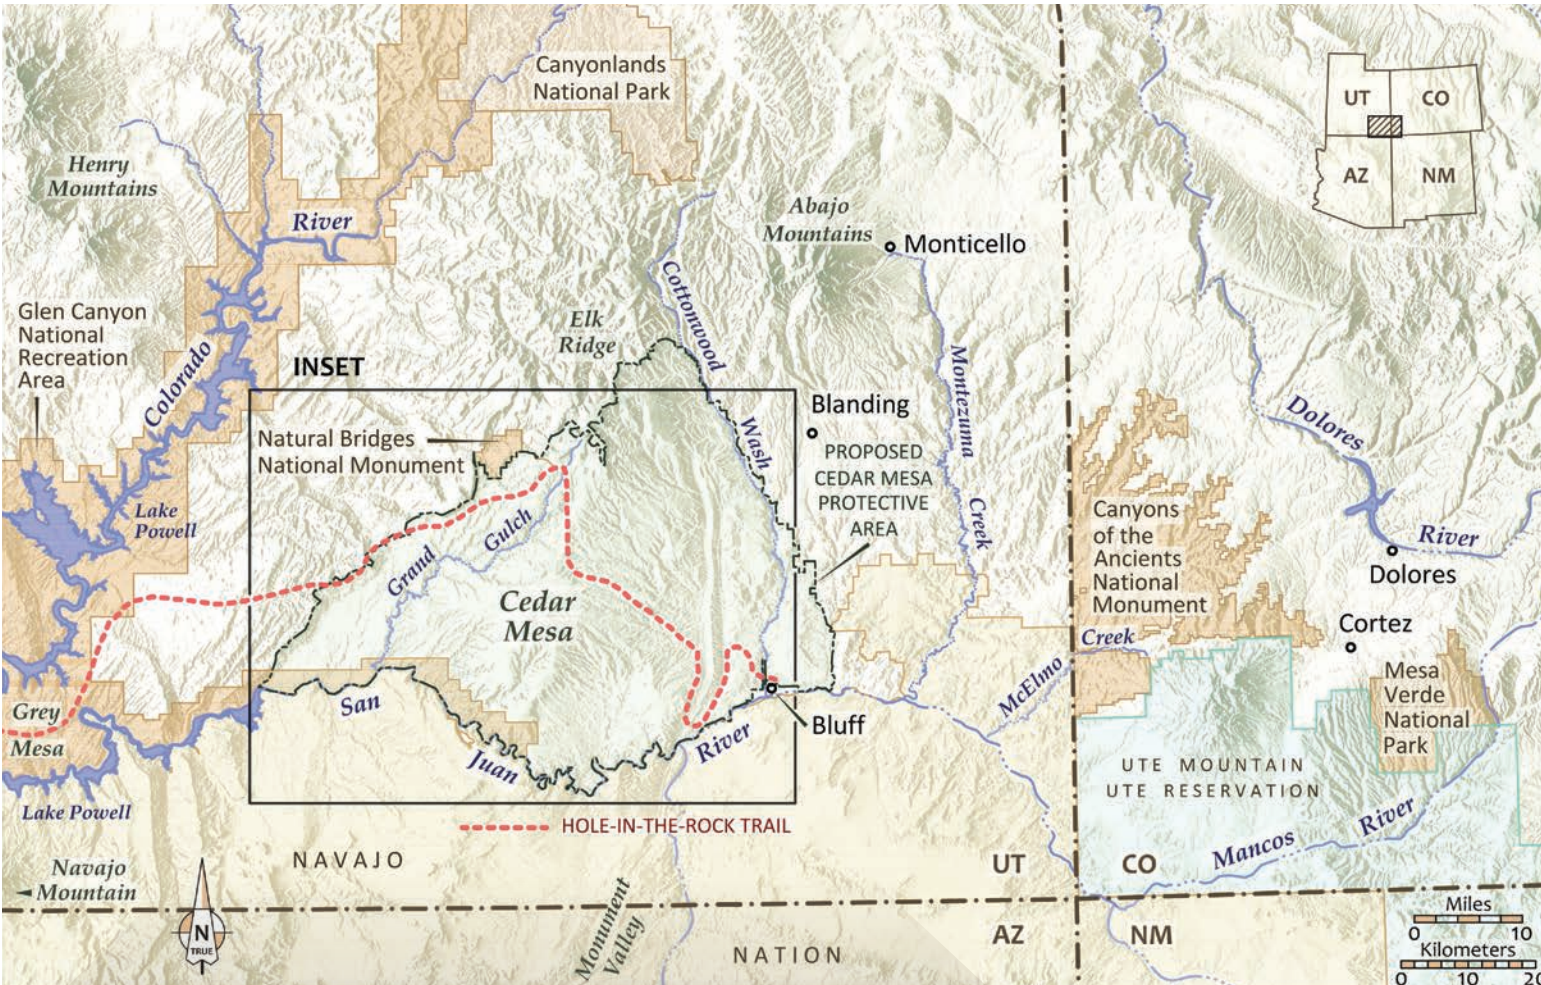 Canyonlands
National Park
UT
CO
AZ
NM
Henry
Mountains
River
Abajo
Mountains
Monticello
Cottonwood
Wash
Glen Canyon
National
Recreation
Area
Elk
Ridge
Colorado
INSET
Montezuma
Creek
Blanding
Dolores
River
Natural Bridges
National Monument
PROPOSED
CEDAR MESA
PROTECTIVE
AREA
Lake
Powell
Grand
Gulch
Canyons
of the
Ancients
National
Monument
Dolores
Cedar
Mesa
Cortez
McElmo
Creek
Mesa
Verde
National
Park
Grey
Mesa
San
Juan
River
Bluff
UTE MOUNTAIN
UTE RESERVATION
Lake Powell
HOLE-IN-THE-ROCK TRAIL
Mancos
River
NAVAJO
NATION
Navajo
Mountain
UT
CO
AZ
NM
Monument
Valley
N
TRUE
Miles
0 10
Kilometers
0 10 20